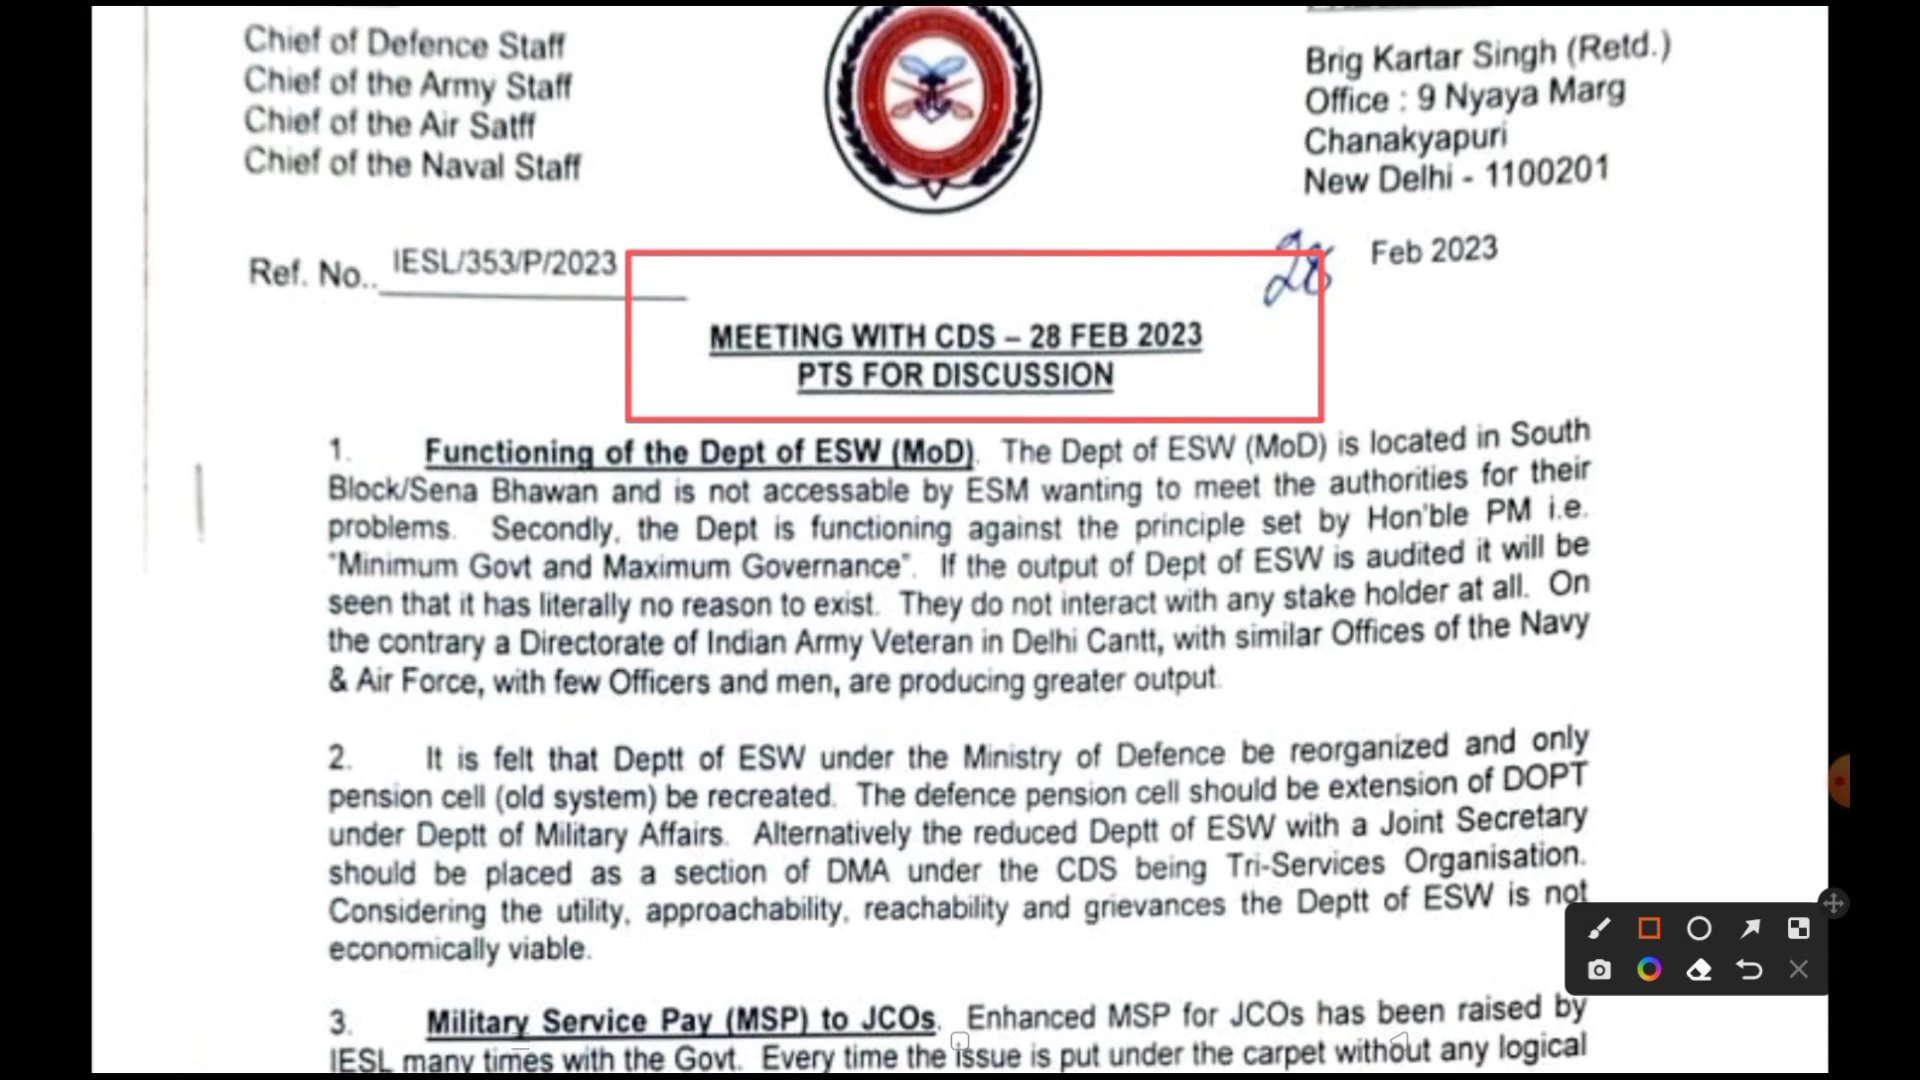 Chief of Defence Staff
Chief of the Army Staff
Chief of the Air Satff
Chief of the Naval Staff
Brig Kartar Singh (Retd.)
Office : 9 Nyaya Marg
Chanakyapuri
New Delhi - 1100201
Ref. No.. IESL/353/P/2023
28 Feb 2023
MEETING WITH CDS – 28 FEB 2023
PTS FOR DISCUSSION
1. Functioning of the Dept of ESW (MoD). The Dept of ESW (MoD) is located in South
Block/Sena Bhawan and is not accessable by ESM wanting to meet the authorities for their
problems. Secondly, the Dept is functioning against the principle set by Hon'ble PM i.e.
"Minimum Govt and Maximum Governance". If the output of Dept of ESW is audited it will be
seen that it has literally no reason to exist. They do not interact with any stake holder at all. On
the contrary a Directorate of Indian Army Veteran in Delhi Cantt, with similar Offices of the Navy
& Air Force, with few Officers and men, are producing greater output.
2. It is felt that Deptt of ESW under the Ministry of Defence be reorganized and only
pension cell (old system) be recreated. The defence pension cell should be extension of DOPT
under Deptt of Military Affairs. Alternatively the reduced Deptt of ESW with a Joint Secretary
should be placed as a section of DMA under the CDS being Tri-Services Organisation.
Considering the utility, approachability, reachability and grievances the Deptt of ESW is not
economically viable.
3. Military Service Pay (MSP) to JCOs. Enhanced MSP for JCOs has been raised by
IESL many times with the Govt. Every time the issue is put under the carpet without any logical